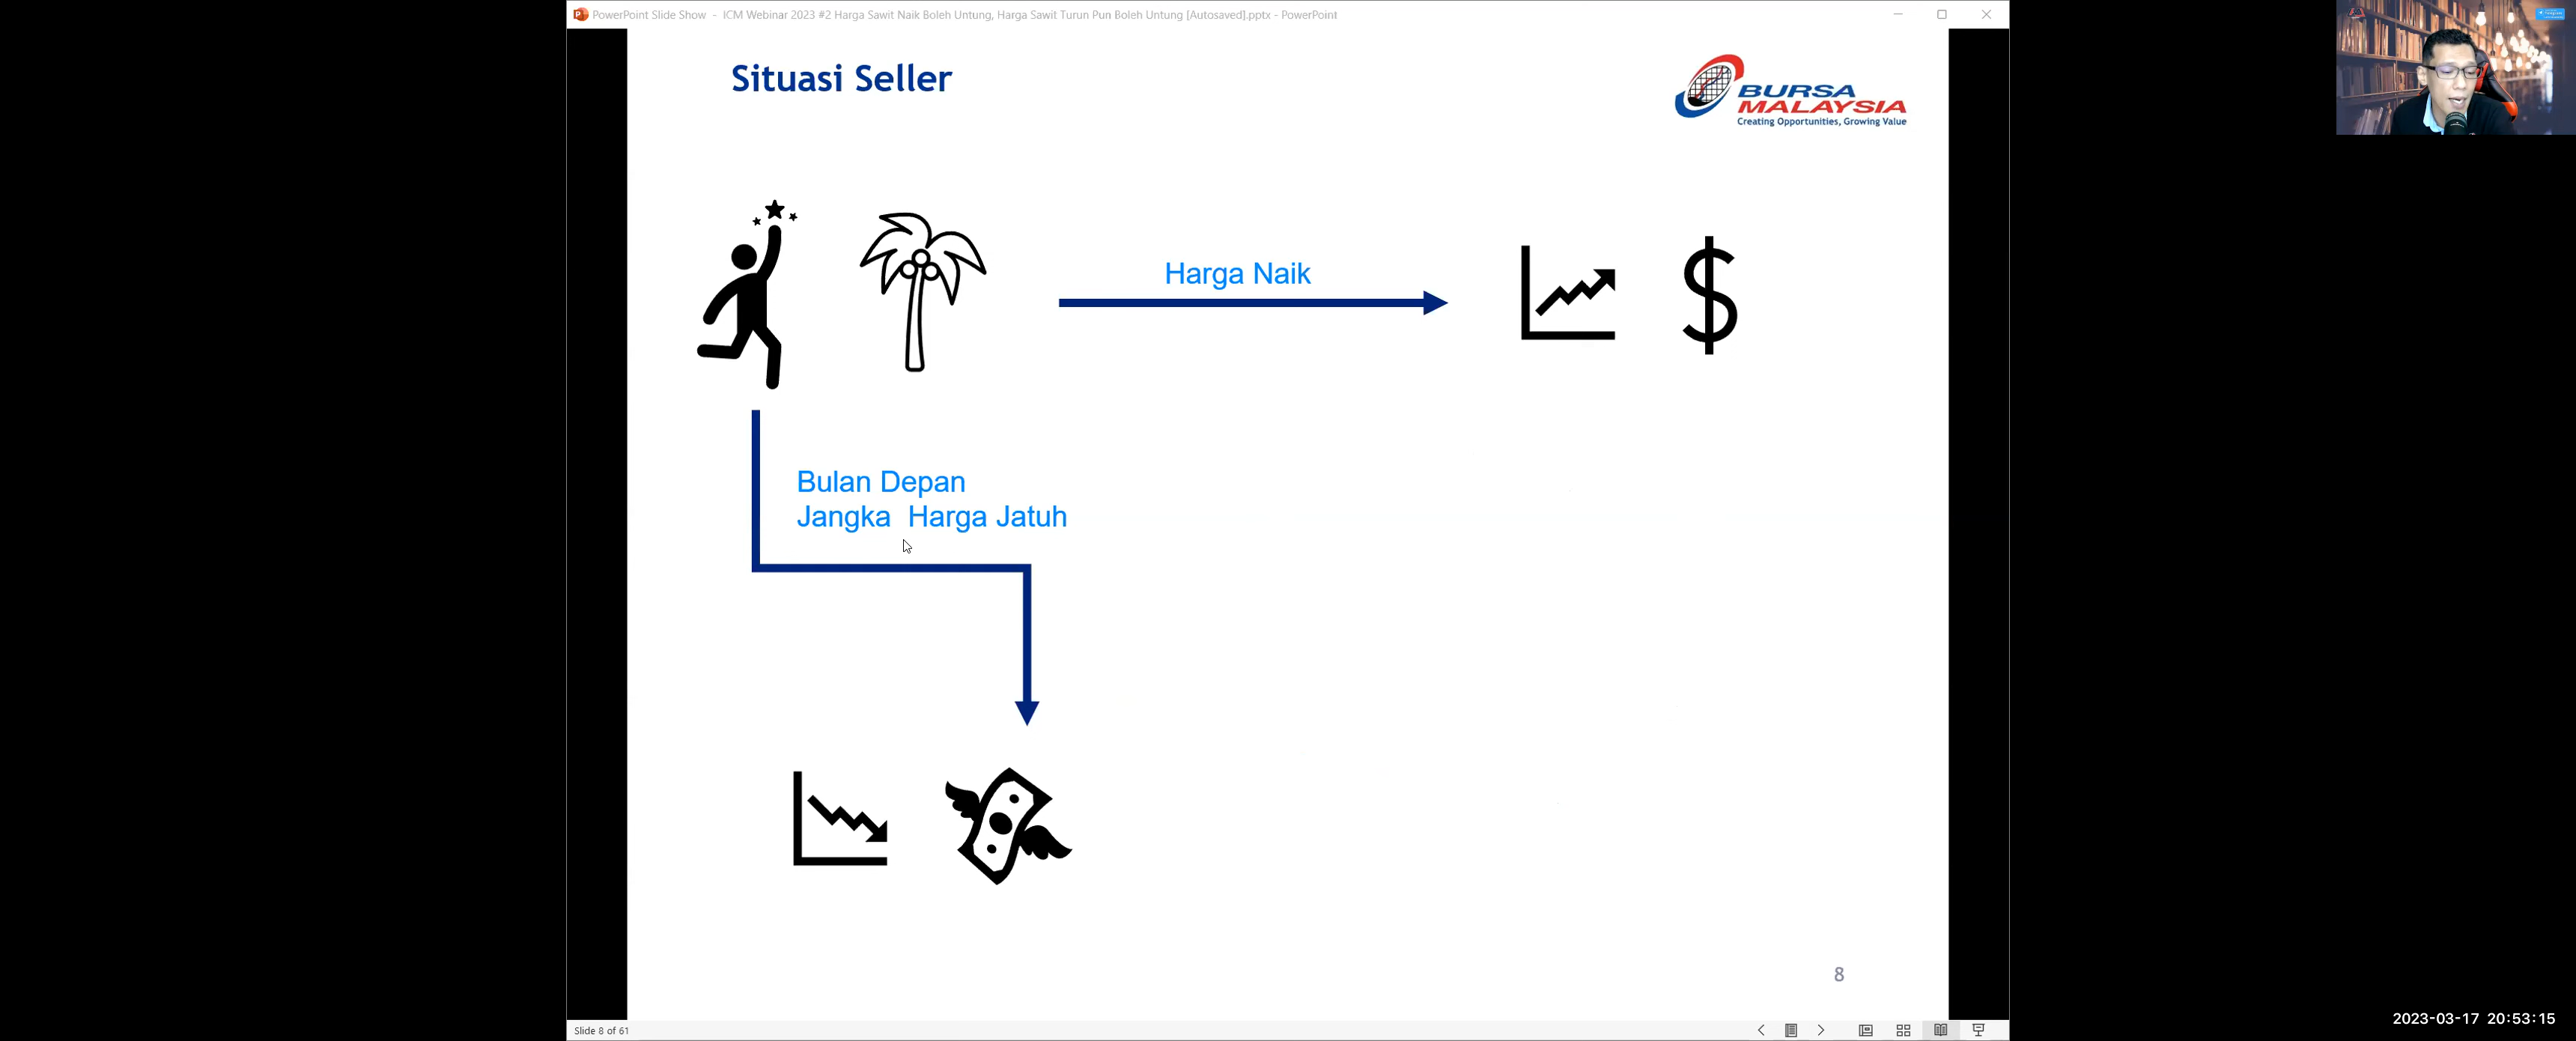 PowerPoint Slide Show - ICM Webinar 2023 #2 Harga Sawit Naik Boleh Untung, Harga Sawit Turun Pun Boleh Untung [Autosaved].pptx - PowerPoint
Situasi Seller
BURSA
MALAYSIA
Creating Opportunities, Growing Value
$
Harga Naik
Bulan Depan
Jangka  Harga Jatuh
8
Slide 8 of 61
2023-03-17 20:53:15